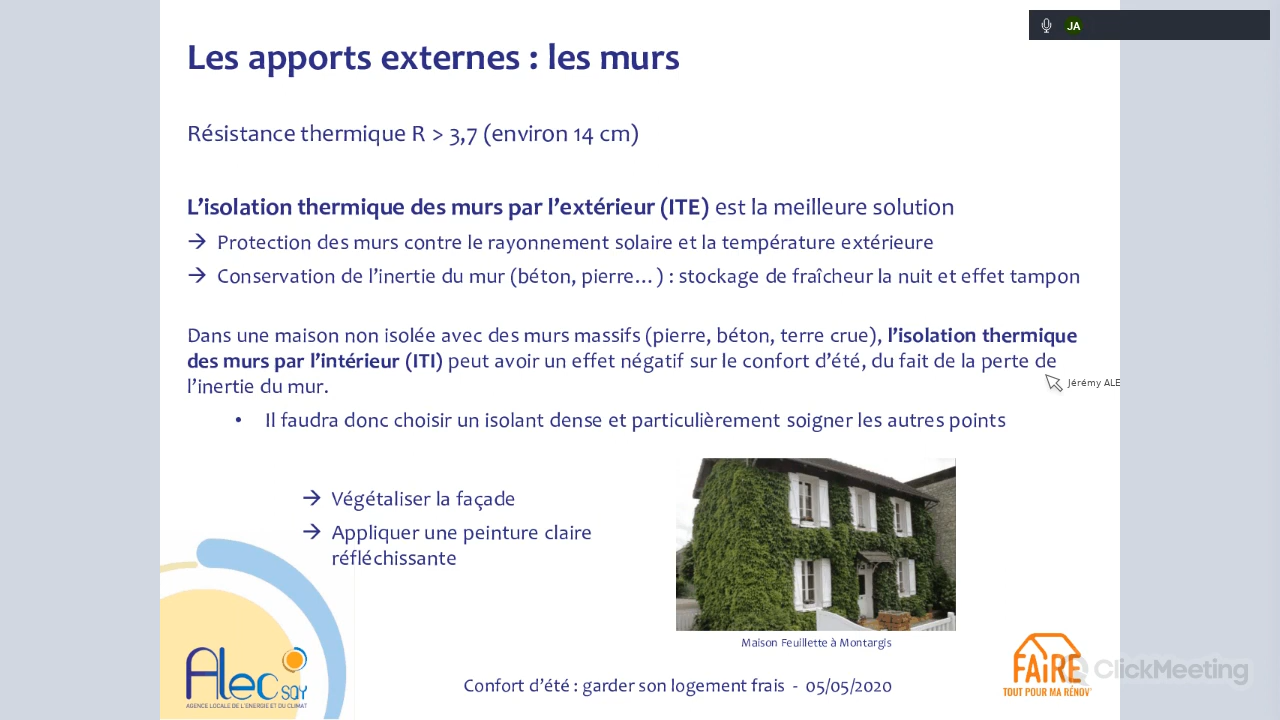 JA
Les apports externes : les murs
Résistance thermique R > 3,7 (environ 14 cm)
L’isolation thermique des murs par l’extérieur (ITE) est la meilleure solution
→ Protection des murs contre le rayonnement solaire et la température extérieure
→ Conservation de l’inertie du mur (béton, pierre… ) : stockage de fraîcheur la nuit et effet tampon
Dans une maison non isolée avec des murs massifs (pierre, béton, terre crue), l’isolation thermique
des murs par l’intérieur (ITI) peut avoir un effet négatif sur le confort d’été, du fait de la perte de
l’inertie du mur.
Jérémy ALE
• Il faudra donc choisir un isolant dense et particulièrement soigner les autres points
→ Végétaliser la façade
→ Appliquer une peinture claire
réfléchissante
Maison Feuillette à Montargis
Alec SQY
AGENCE LOCALE DE L'ENERGIE ET DU CLIMAT
Confort d’été : garder son logement frais - 05/05/2020
FAiRE
TOUT POUR MA RÉNOV'
ClickMeeting